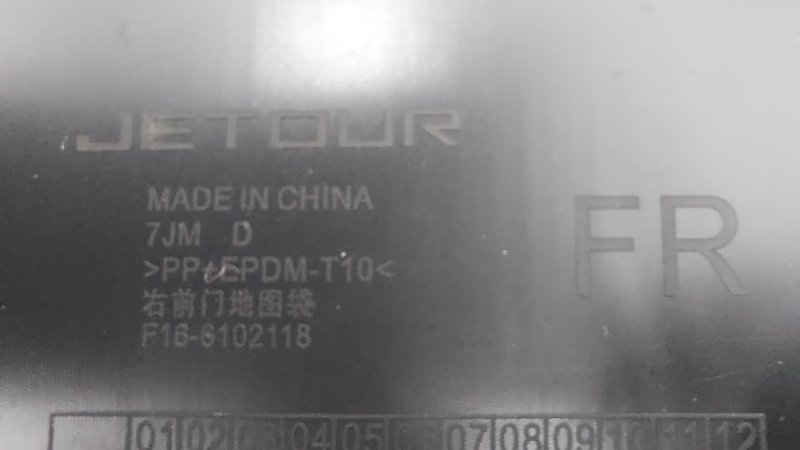 JETOUR
MADE IN CHINA
7JM D
>PP+EPDM-T10<
右前门地图袋
F16-6102118
FR
01 02 03 04 05 06 07 08 09 10 11 12